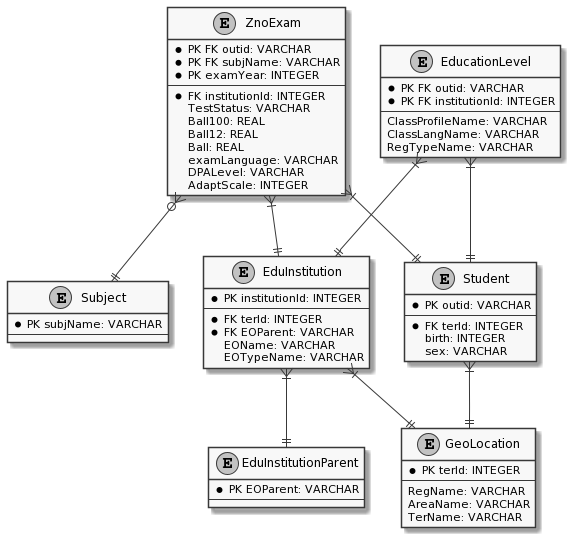 E ZnoExam
PK FK outid: VARCHAR
PK FK subjName: VARCHAR
PK examYear: INTEGER
FK institutionId: INTEGER
TestStatus: VARCHAR
Ball100: REAL
Ball12: REAL
Ball: REAL
examLanguage: VARCHAR
DPALevel: VARCHAR
AdaptScale: INTEGER
E EducationLevel
PK FK outid: VARCHAR
PK FK institutionId: INTEGER
ClassProfileName: VARCHAR
ClassLangName: VARCHAR
RegTypeName: VARCHAR
E Subject
PK subjName: VARCHAR
E EduInstitution
PK institutionId: INTEGER
FK terId: INTEGER
FK EOParent: VARCHAR
EOName: VARCHAR
EOTypeName: VARCHAR
E Student
PK outid: VARCHAR
FK terId: INTEGER
birth: INTEGER
sex: VARCHAR
E EduInstitutionParent
PK EOParent: VARCHAR
E GeoLocation
PK terId: INTEGER
RegName: VARCHAR
AreaName: VARCHAR
TerName: VARCHAR